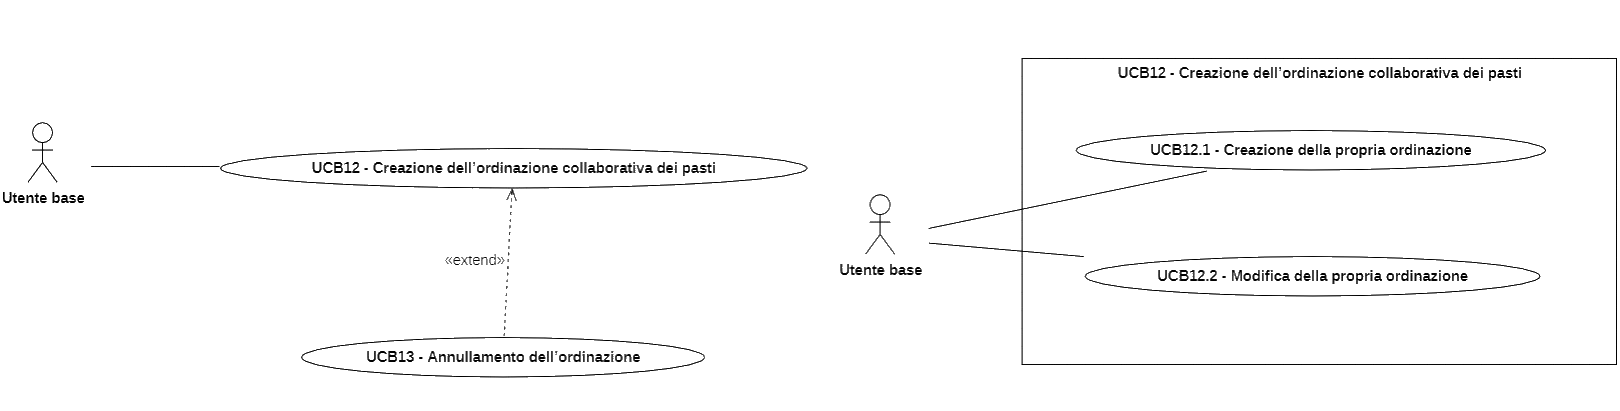 Utente base
UCB12 - Creazione dell'ordinazione collaborativa dei pasti
«extend»
UCB13 - Annullamento dell'ordinazione
UCB12 - Creazione dell'ordinazione collaborativa dei pasti
UCB12.1 - Creazione della propria ordinazione
Utente base
UCB12.2 - Modifica della propria ordinazione